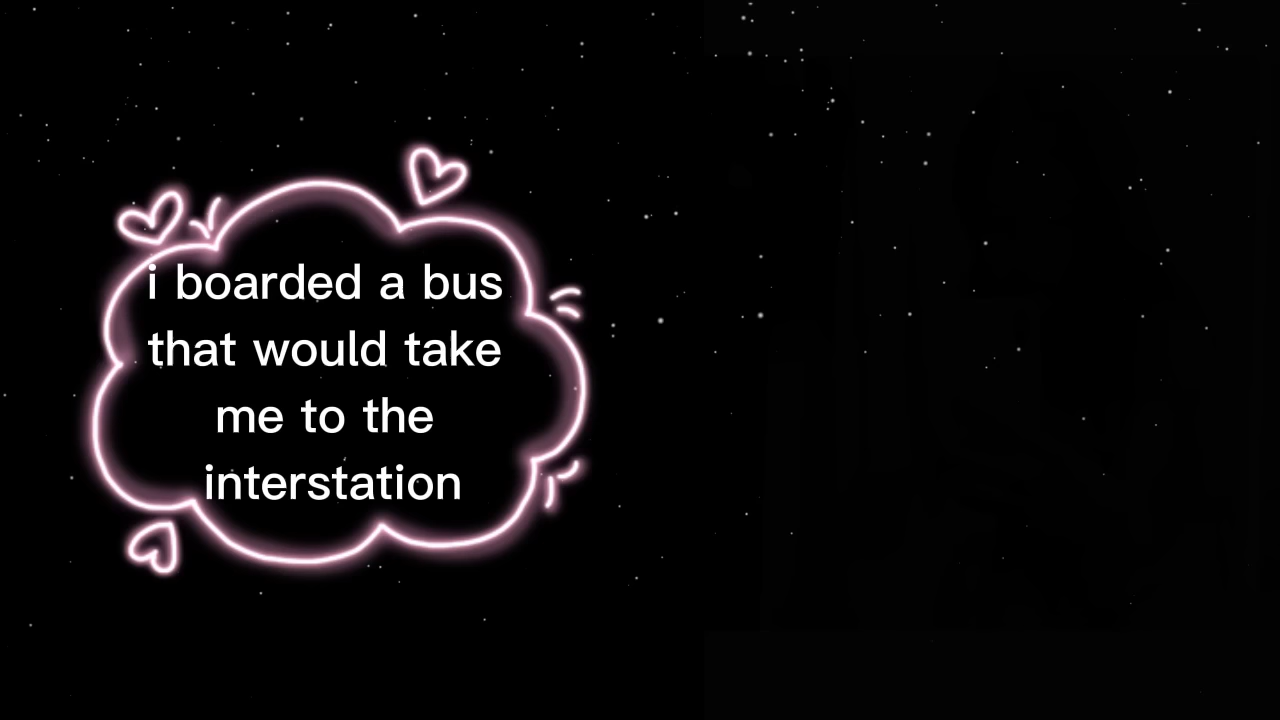 i boarded a bus
that would take
me to the
interstation